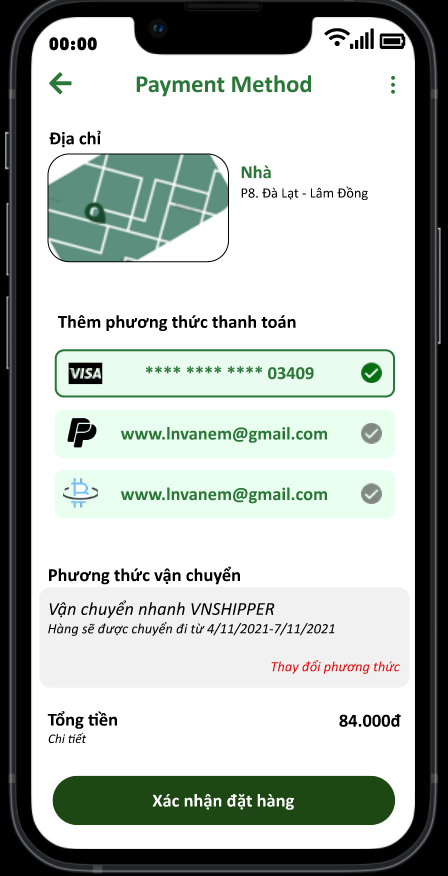 00:00
Payment Method
Địa chỉ
Nhà
P8. Đà Lạt - Lâm Đồng
Thêm phương thức thanh toán
VISA **** **** **** 03409
www.lnvanem@gmail.com
www.lnvanem@gmail.com
Phương thức vận chuyển
Vận chuyển nhanh VNSHIPPER
Hàng sẽ được chuyển đi từ 4/11/2021-7/11/2021
Thay đổi phương thức
Tổng tiền 84.000đ
Chi tiết
Xác nhận đặt hàng